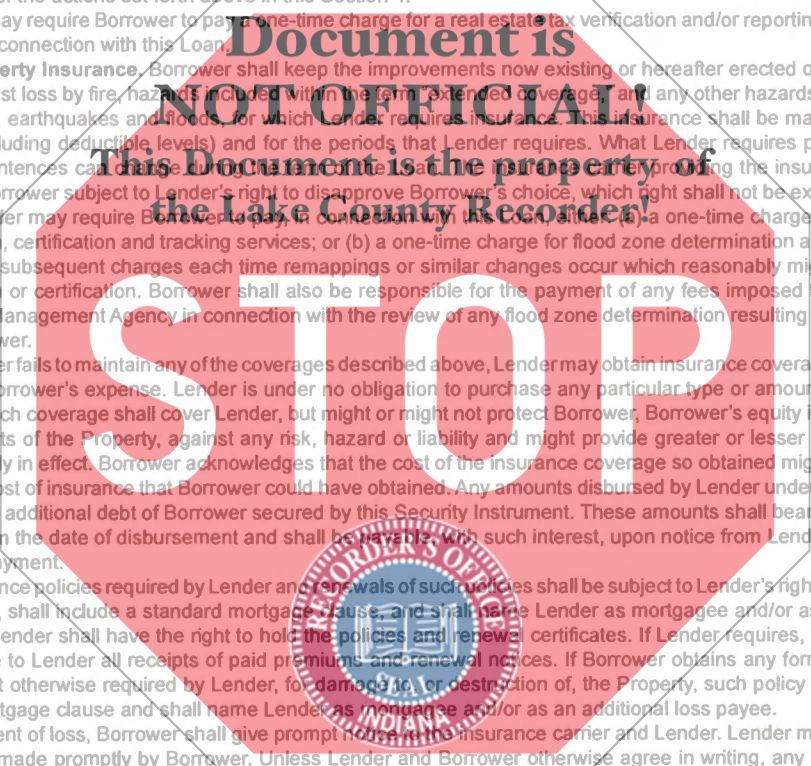 of the actions set forth above in this Section 4.
ay require Borrower to pay a one-time charge for a real estate tax verification and/or reportin
connection with this Loan.
Document is
erty Insurance. Borrower shall keep the improvements now existing or hereafter erected o
st loss by fire, hazards included within the term "extended coverage," and any other hazards
NOT OFFICIAL!
, earthquakes and floods, for which Lender requires insurance. This insurance shall be ma
luding deductible levels) and for the periods that Lender requires. What Lender requires p
This Document is the property of
ntences can change during the term of the Loan. The insurance carrier providing the insu
rrower subject to Lender's right to disapprove Borrower's choice, which right shall not be ex
the Lake County Recorder!
er may require Borrower to pay, in connection with this Loan, either: (a) a one-time charge
, certification and tracking services; or (b) a one-time charge for flood zone determination a
subsequent charges each time remappings or similar changes occur which reasonably mi
or certification. Borrower shall also be responsible for the payment of any fees imposed
anagement Agency in connection with the review of any flood zone determination resulting
wer.
STOP
er fails to maintain any of the coverages described above, Lender may obtain insurance covera
rrower's expense. Lender is under no obligation to purchase any particular type or amou
ch coverage shall cover Lender, but might or might not protect Borrower, Borrower's equity i
ts of the Property, against any risk, hazard or liability and might provide greater or lesser
ly in effect. Borrower acknowledges that the cost of the insurance coverage so obtained mig
ost of insurance that Borrower could have obtained. Any amounts disbursed by Lender unde
additional debt of Borrower secured by this Security Instrument. These amounts shall bear
n the date of disbursement and shall be payable, with such interest, upon notice from Lend
yment.
nce policies required by Lender and renewals of such policies shall be subject to Lender's right
, shall include a standard mortgage clause, and shall name Lender as mortgagee and/or a
ender shall have the right to hold the policies and renewal certificates. If Lender requires,
e to Lender all receipts of paid premiums and renewal notices. If Borrower obtains any for
t otherwise required by Lender, for damage to, or destruction of, the Property, such policy
tgage clause and shall name Lender as mortgagee and/or as an additional loss payee.
RECORDER'S OFFICE
SEAL
INDIANA
ent of loss, Borrower shall give prompt notice to the insurance carrier and Lender. Lender m
made promptly by Borrower. Unless Lender and Borrower otherwise agree in writing, any